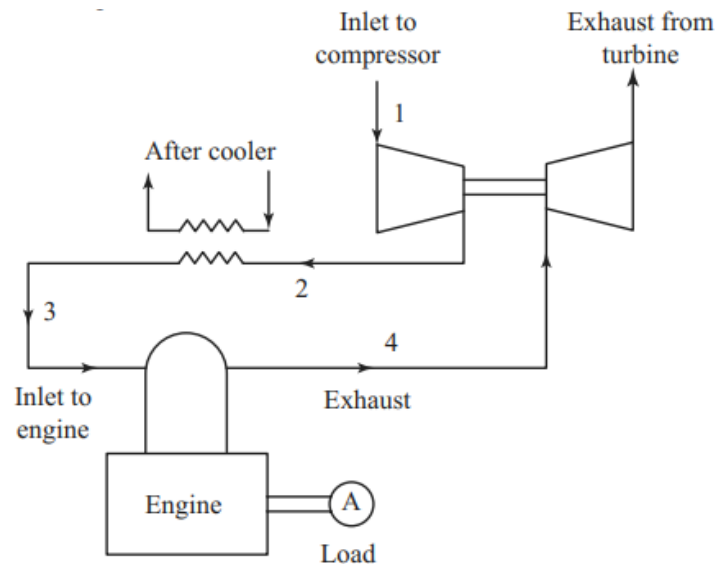 Inlet to
compressor
Exhaust from
turbine
1
After cooler
2
3
4
Inlet to
engine
Exhaust
Engine
A
Load